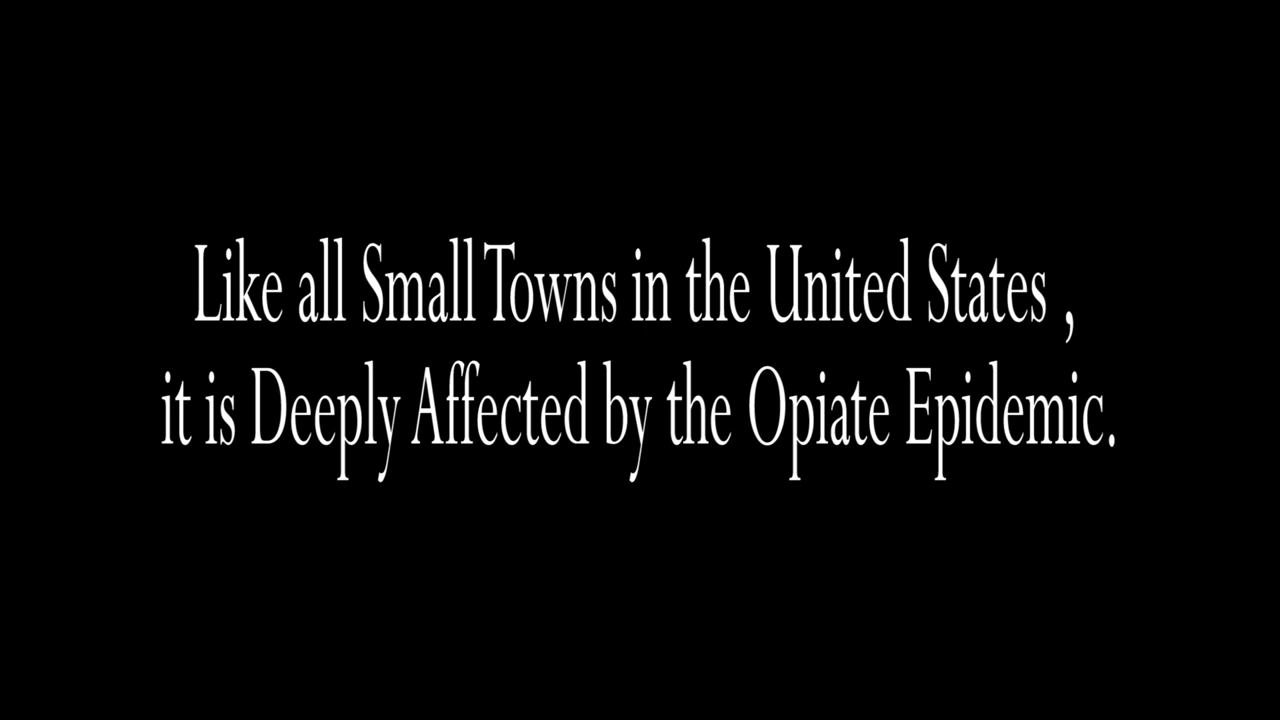 Like all Small Towns in the United States ,
it is Deeply Affected by the Opiate Epidemic.